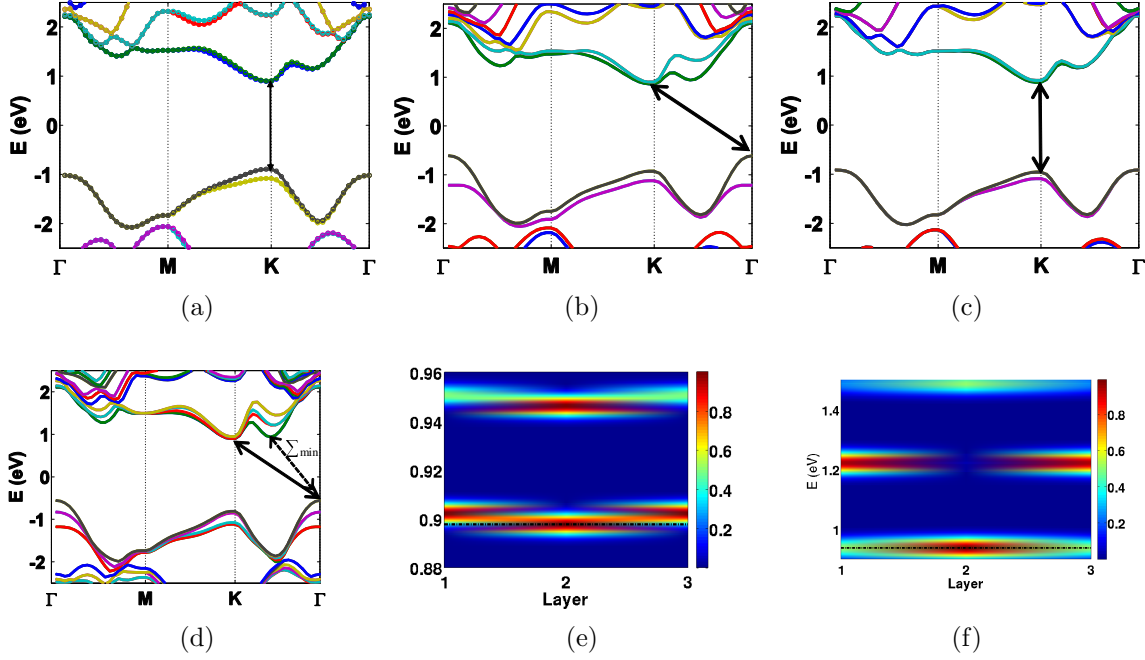 2
1
0
-1
-2
E (eV)
Γ M K Γ
(a)
2
1
0
-1
-2
E (eV)
Γ M K Γ
(b)
2
1
0
-1
-2
E (eV)
Γ M K Γ
(c)
2
1
0
-1
-2
E (eV)
Σmin
Γ M K Γ
(d)
0.96
0.94
0.92
0.9
0.88
1 2 3
Layer
0.8
0.6
0.4
0.2
(e)
1.4
1.2
1
E (eV)
1 2 3
Layer
0.8
0.6
0.4
0.2
(f)